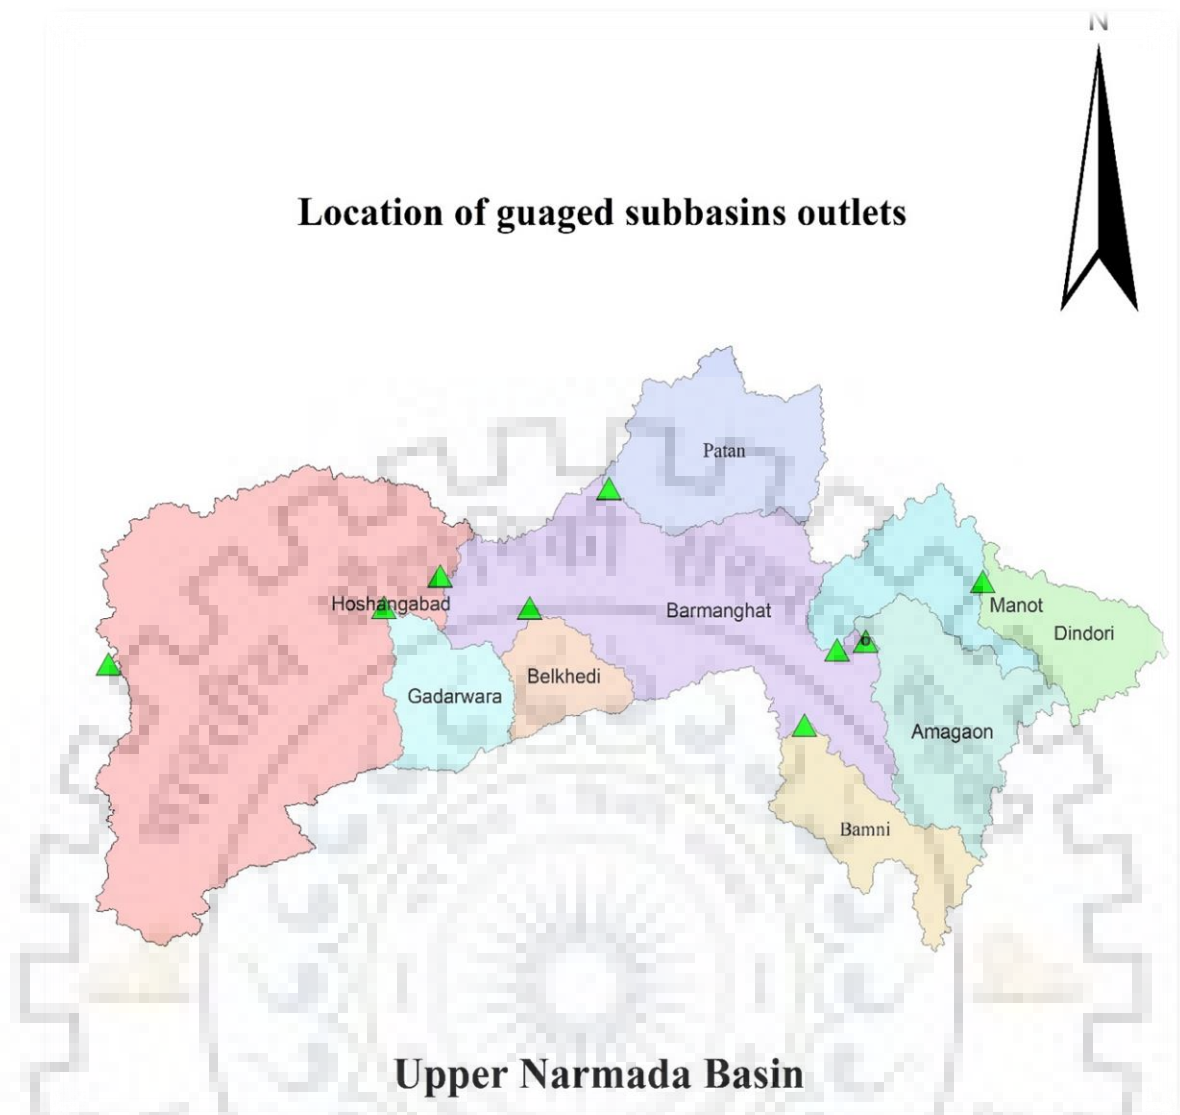 N
Location of guaged subbasins outlets
Patan
Hoshangabad
Barmanghat
Manot
Dindori
Belkhedi
Gadarwara
Amagaon
Bamni
Upper Narmada Basin